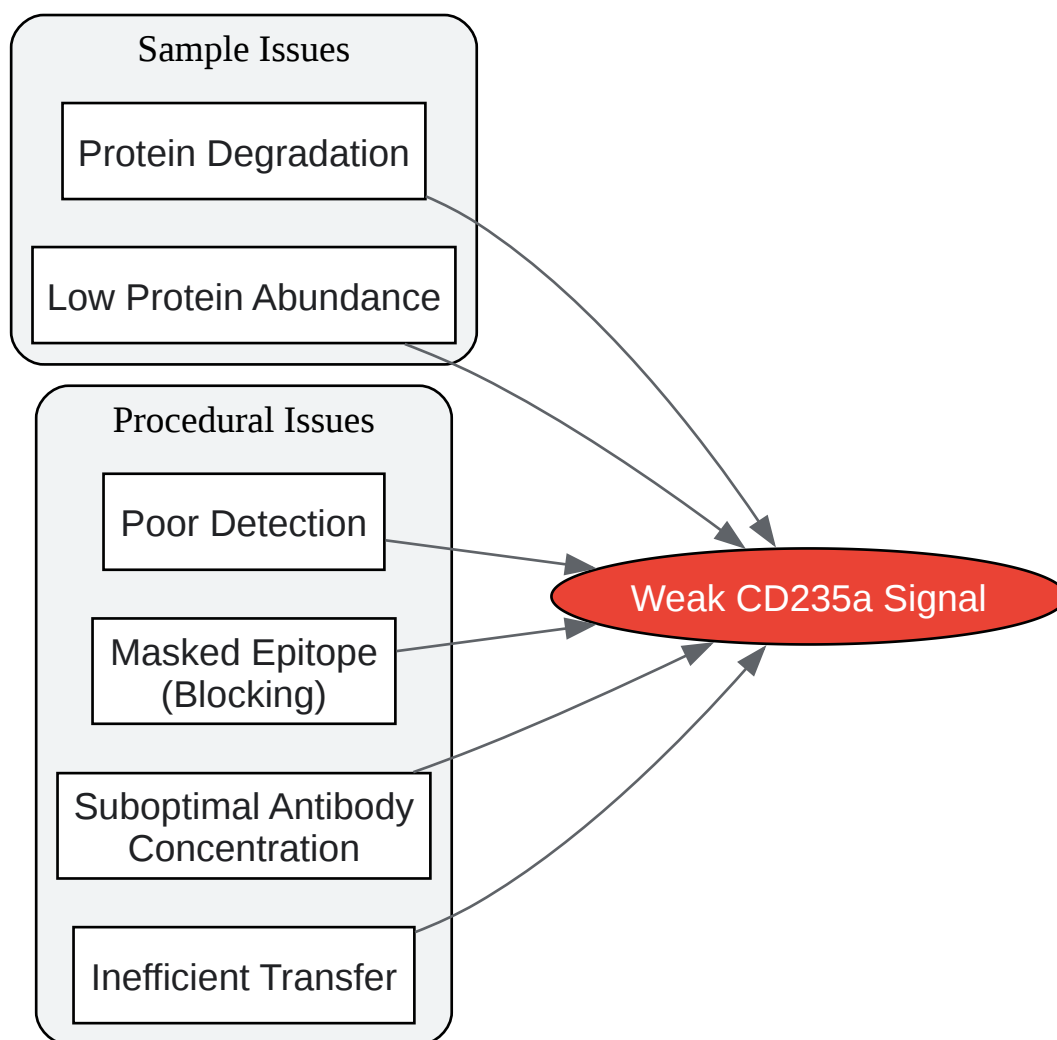 Sample Issues
Protein Degradation
Low Protein Abundance
Procedural Issues
Poor Detection
Masked Epitope
(Blocking)
Suboptimal Antibody
Concentration
Inefficient Transfer
Weak CD235a Signal